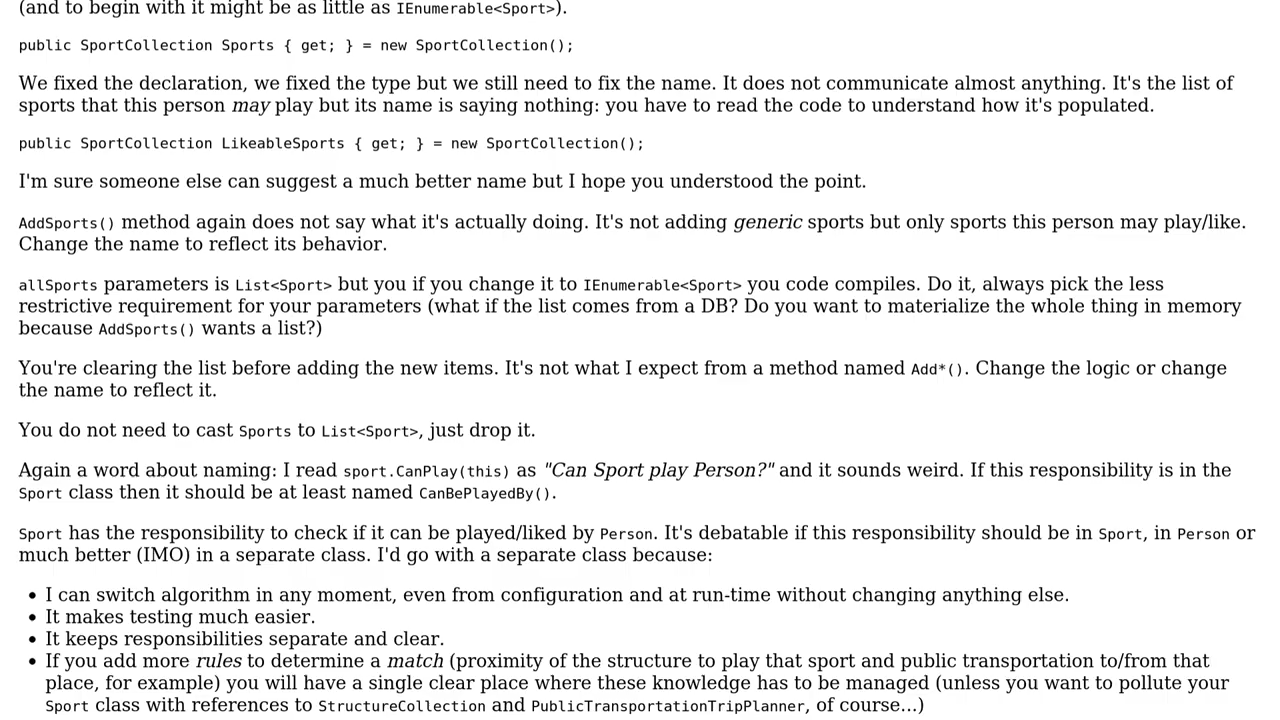 (and to begin with it might be as little as IEnumerable<Sport>).
public SportCollection Sports { get; } = new SportCollection();
We fixed the declaration, we fixed the type but we still need to fix the name. It does not communicate almost anything. It's the list of
sports that this person may play but its name is saying nothing: you have to read the code to understand how it's populated.
public SportCollection LikeableSports { get; } = new SportCollection();
I'm sure someone else can suggest a much better name but I hope you understood the point.
AddSports() method again does not say what it's actually doing. It's not adding generic sports but only sports this person may play/like.
Change the name to reflect its behavior.
allSports parameters is List<Sport> but you if you change it to IEnumerable<Sport> you code compiles. Do it, always pick the less
restrictive requirement for your parameters (what if the list comes from a DB? Do you want to materialize the whole thing in memory
because AddSports() wants a list?)
You're clearing the list before adding the new items. It's not what I expect from a method named Add*(). Change the logic or change
the name to reflect it.
You do not need to cast Sports to List<Sport>, just drop it.
Again a word about naming: I read sport.CanPlay(this) as "Can Sport play Person?" and it sounds weird. If this responsibility is in the
Sport class then it should be at least named CanBePlayedBy().
Sport has the responsibility to check if it can be played/liked by Person. It's debatable if this responsibility should be in Sport, in Person or
much better (IMO) in a separate class. I'd go with a separate class because:
• I can switch algorithm in any moment, even from configuration and at run-time without changing anything else.
• It makes testing much easier.
• It keeps responsibilities separate and clear.
• If you add more rules to determine a match (proximity of the structure to play that sport and public transportation to/from that
place, for example) you will have a single clear place where these knowledge has to be managed (unless you want to pollute your
Sport class with references to StructureCollection and PublicTransportationTripPlanner, of course...)